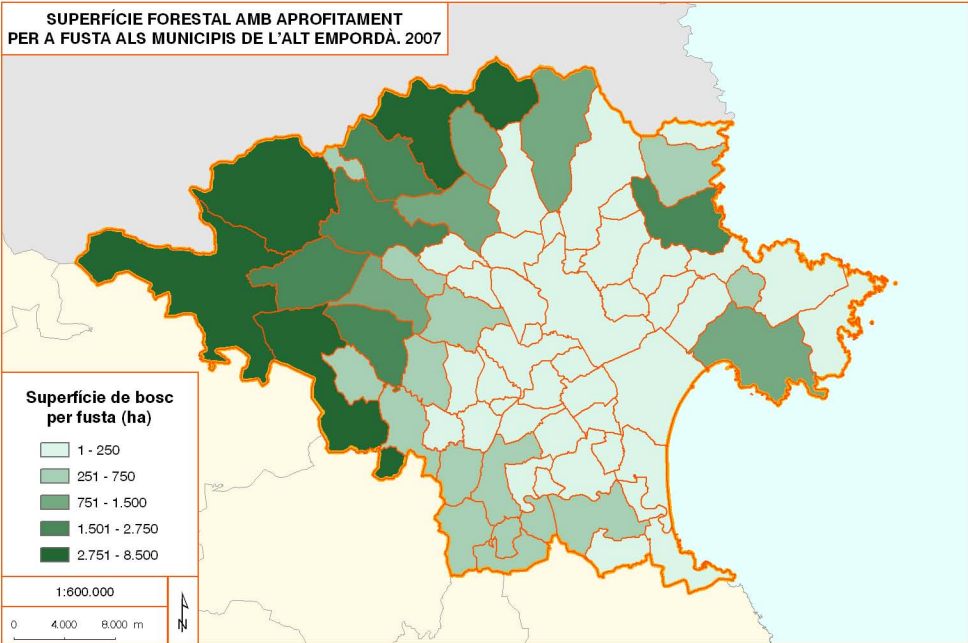 SUPERFÍCIE FORESTAL AMB APROFITAMENT
PER A FUSTA ALS MUNICIPIS DE L'ALT EMPORDÀ. 2007
Superfície de bosc
per fusta (ha)
1 - 250
251 - 750
751 - 1.500
1.501 - 2.750
2.751 - 8.500
1:600.000
0 4.000 8.000 m
N